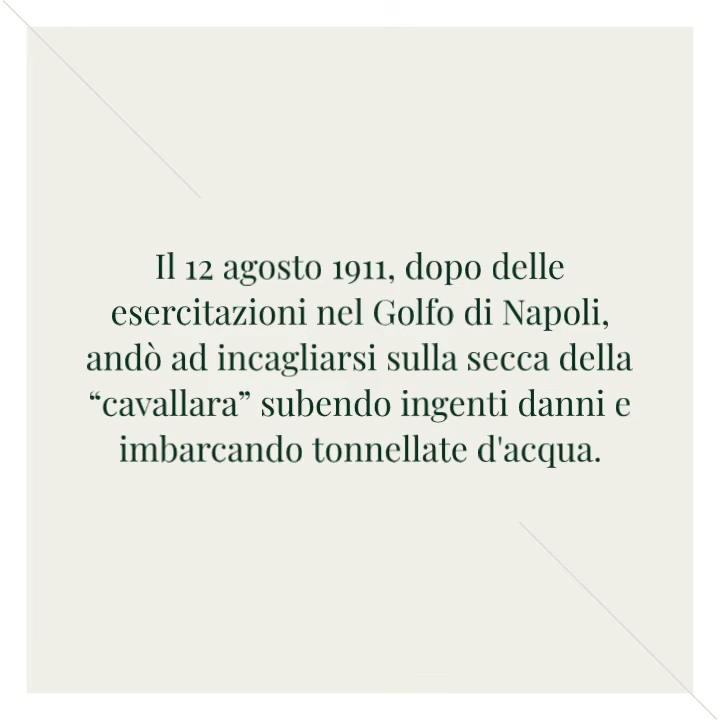 Il 12 agosto 1911, dopo delle
esercitazioni nel Golfo di Napoli,
andò ad incagliarsi sulla secca della
“cavallara” subendo ingenti danni e
imbarcando tonnellate d'acqua.